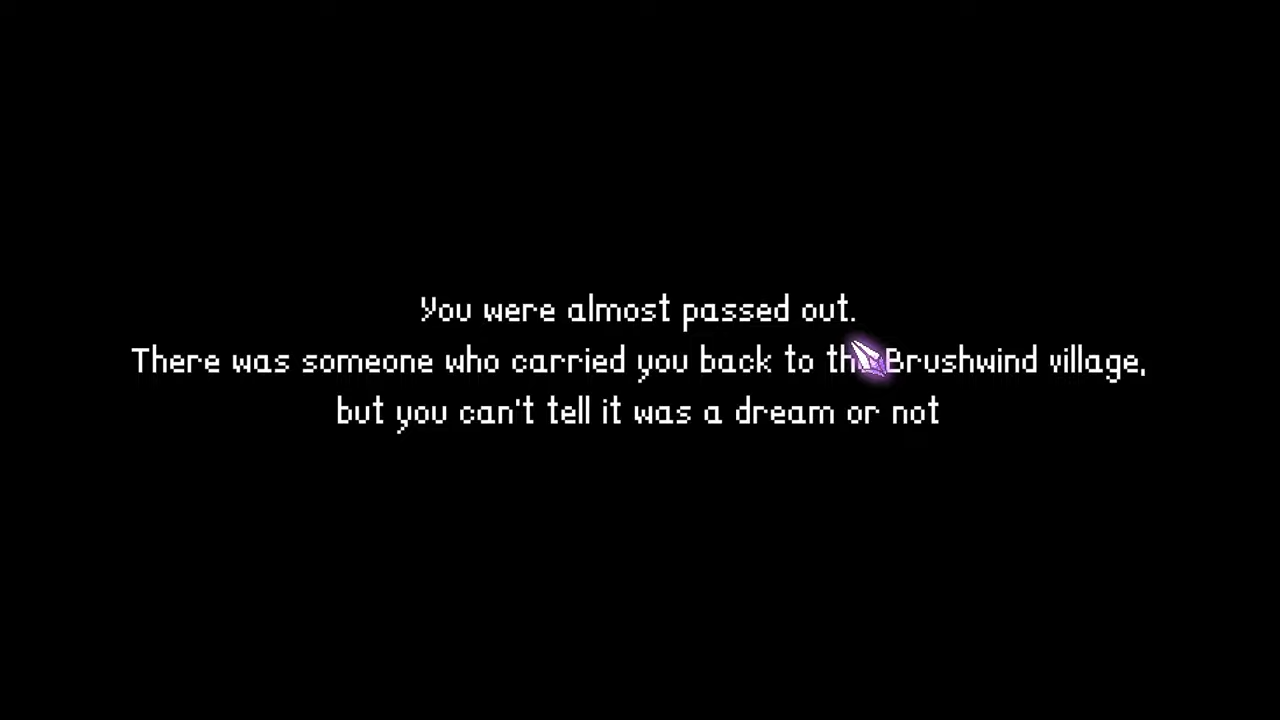 You were almost passed out.
There was someone who carried you back to the Brushwind village,
but you can't tell it was a dream or not